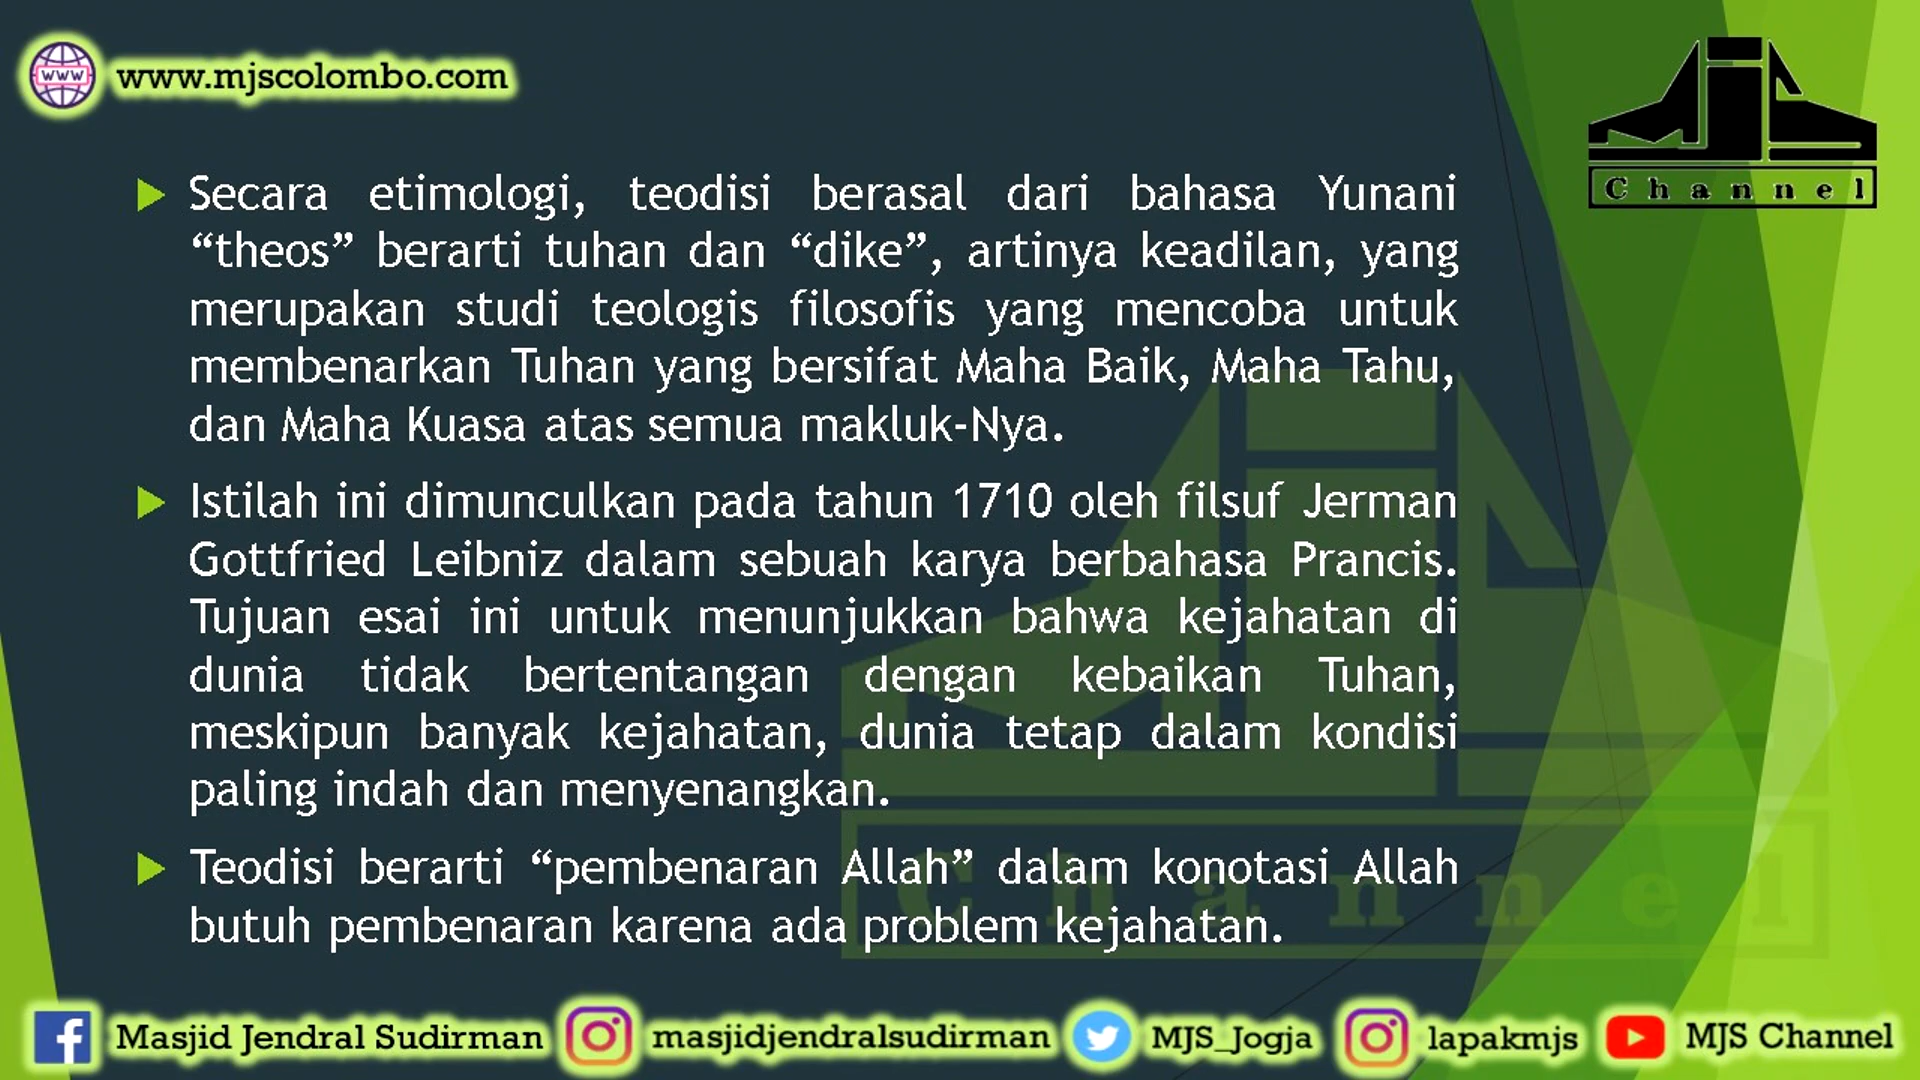 www.mjscolombo.com
MJS
Channel
Secara etimologi, teodisi berasal dari bahasa Yunani
“theos” berarti tuhan dan “dike”, artinya keadilan, yang
merupakan studi teologis filosofis yang mencoba untuk
membenarkan Tuhan yang bersifat Maha Baik, Maha Tahu,
dan Maha Kuasa atas semua makluk-Nya.
Istilah ini dimunculkan pada tahun 1710 oleh filsuf Jerman
Gottfried Leibniz dalam sebuah karya berbahasa Prancis.
Tujuan esai ini untuk menunjukkan bahwa kejahatan di
dunia tidak bertentangan dengan kebaikan Tuhan,
meskipun banyak kejahatan, dunia tetap dalam kondisi
paling indah dan menyenangkan.
Teodisi berarti “pembenaran Allah” dalam konotasi Allah
butuh pembenaran karena ada problem kejahatan.
MJS
Channel
Masjid Jendral Sudirman masjidjendralsudirman MJS_Jogja lapakmjs MJS Channel